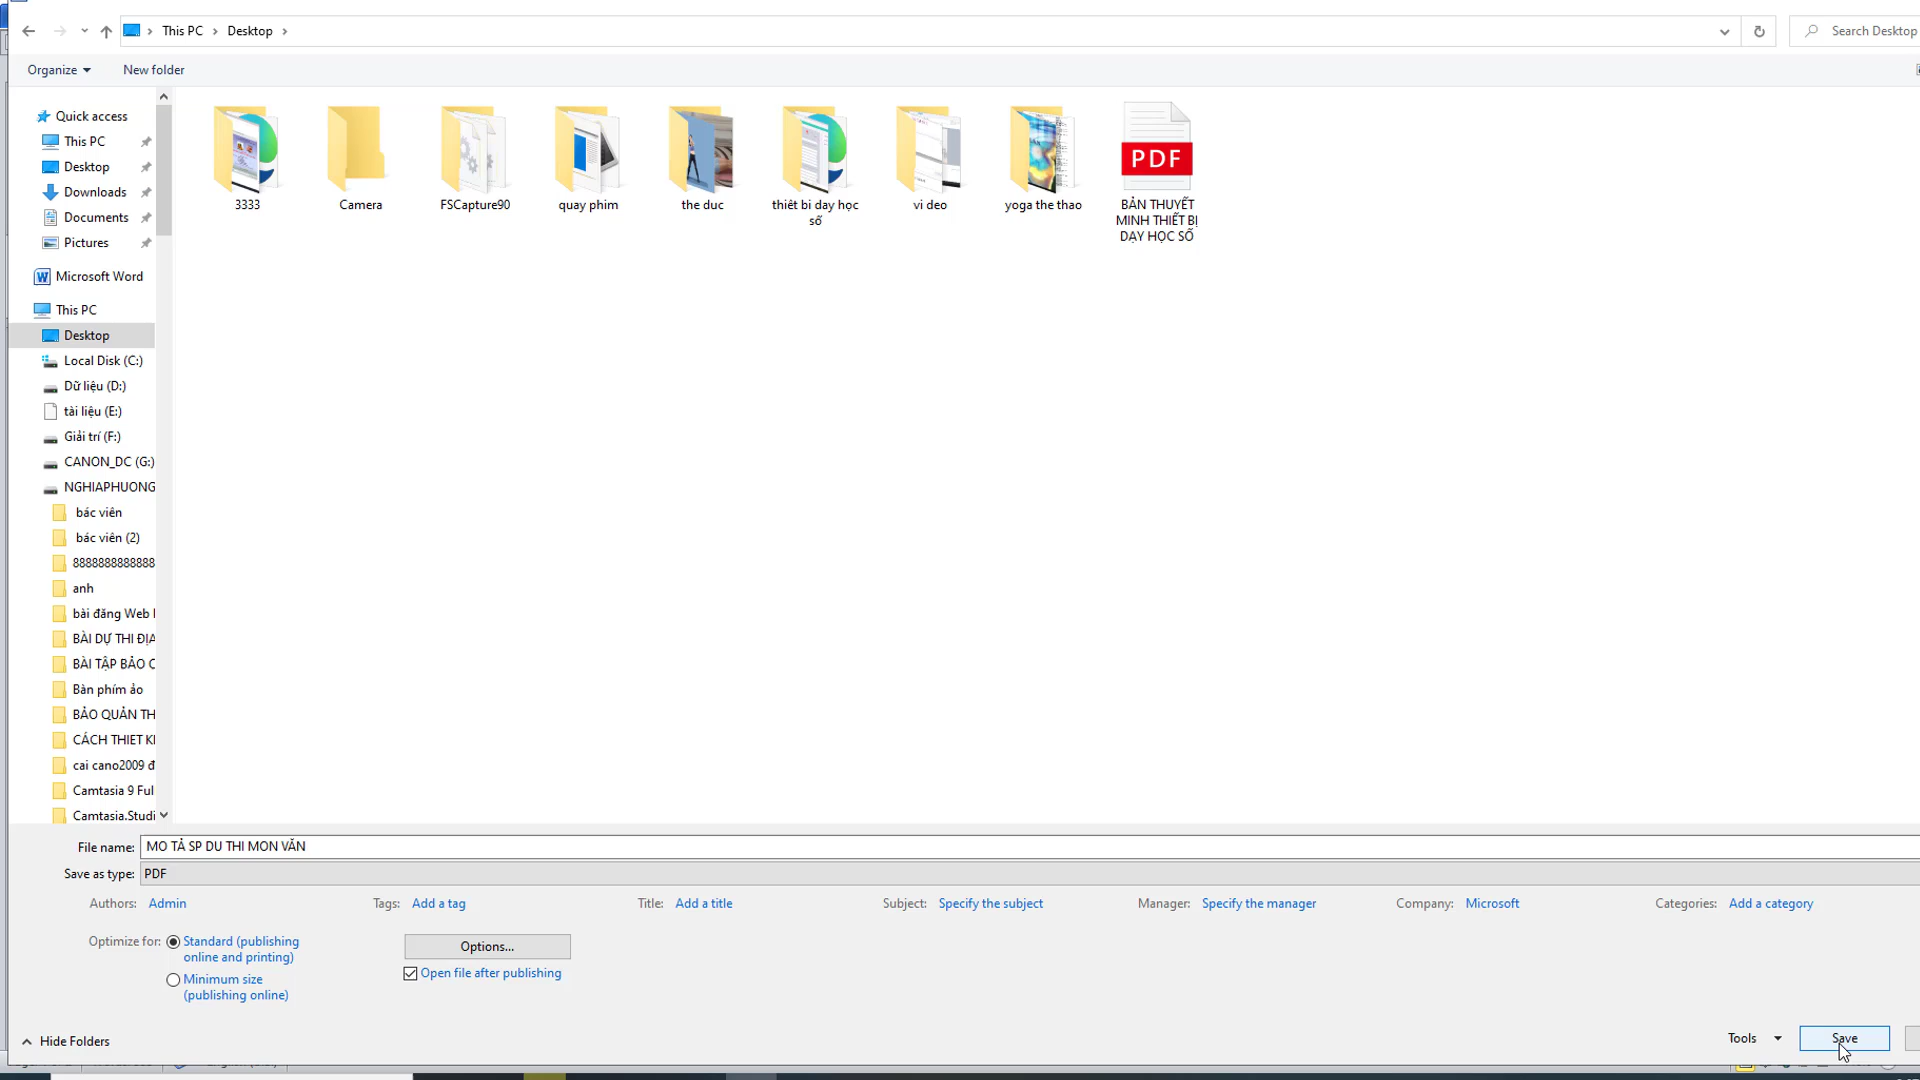 This PC
Desktop
Search Desktop
Organize
New folder
Quick access
This PC
Desktop
Downloads
Documents
Pictures
Microsoft Word
This PC
Desktop
Local Disk (C:)
Dữ liệu (D:)
tài liệu (E:)
Giải trí (F:)
CANON_DC (G:)
NGHIAPHUONG
bác viên
bác viên (2)
8888888888888
anh
bài đăng Web
BÀI DỰ THI ĐỊA
BÀI TẬP BẢO C
Bàn phím ảo
BẢO QUẢN TH
CÁCH THIET K
cai cano2009 đ
Camtasia 9 Ful
Camtasia.Studi
3333
Camera
FSCapture90
quay phim
the duc
thiêt bi day học
số
vi deo
yoga the thao
PDF
BẢN THUYẾT
MINH THIẾT BỊ
DẠY HỌC SỐ
File name: MO TẢ SP DU THI MON VĂN
Save as type: PDF
Authors: Admin
Tags: Add a tag
Title: Add a title
Subject: Specify the subject
Manager: Specify the manager
Company: Microsoft
Categories: Add a category
Optimize for: Standard (publishing
online and printing)
Minimum size
(publishing online)
Options...
Open file after publishing
Hide Folders
Tools
Save